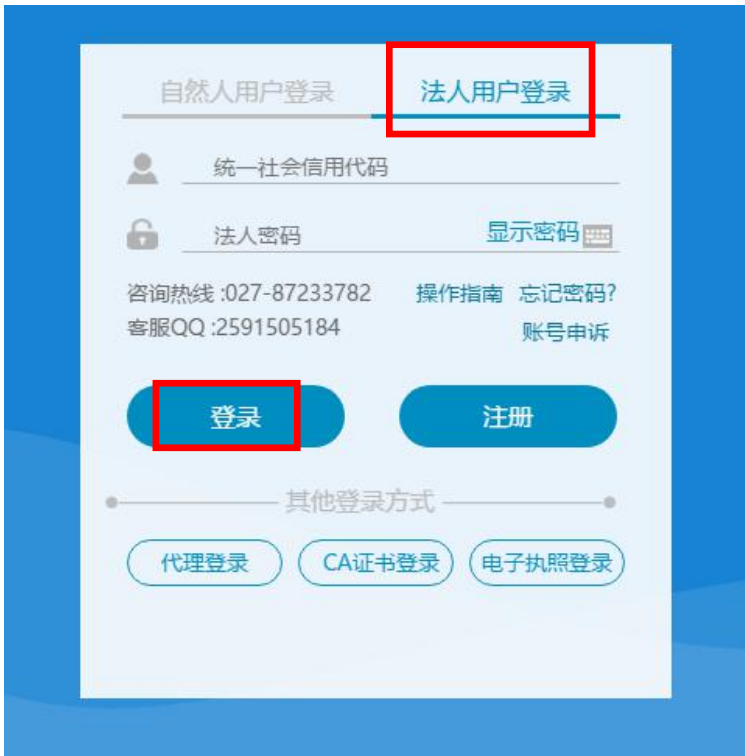 自然人用户登录 法人用户登录
统一社会信用代码
法人密码 显示密码
咨询热线 :027-87233782 操作指南 忘记密码?
客服QQ :2591505184 账号申诉
登录 注册
其他登录方式
代理登录 CA证书登录 电子执照登录